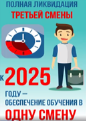 ПОЛНАЯ ЛИКВИДАЦИЯ
ТРЕТЬЕЙ СМЕНЫ
К 2025
ГОДУ –
ОБЕСПЕЧЕНИЕ ОБУЧЕНИЯ В
ОДНУ СМЕНУ